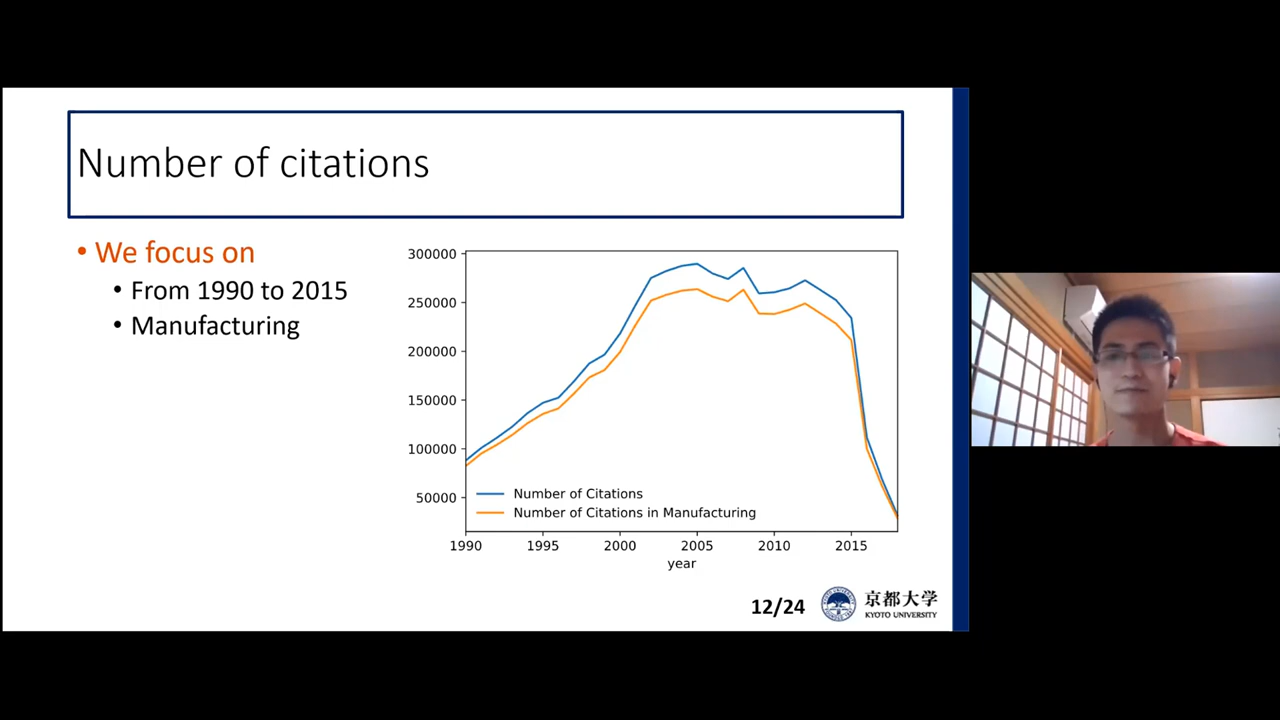 Number of citations
• We focus on
• From 1990 to 2015
• Manufacturing
300000
250000
200000
150000
100000
50000
Number of Citations
Number of Citations in Manufacturing
1990 1995 2000 2005 2010 2015
year
12/24
京都大学
KYOTO UNIVERSITY